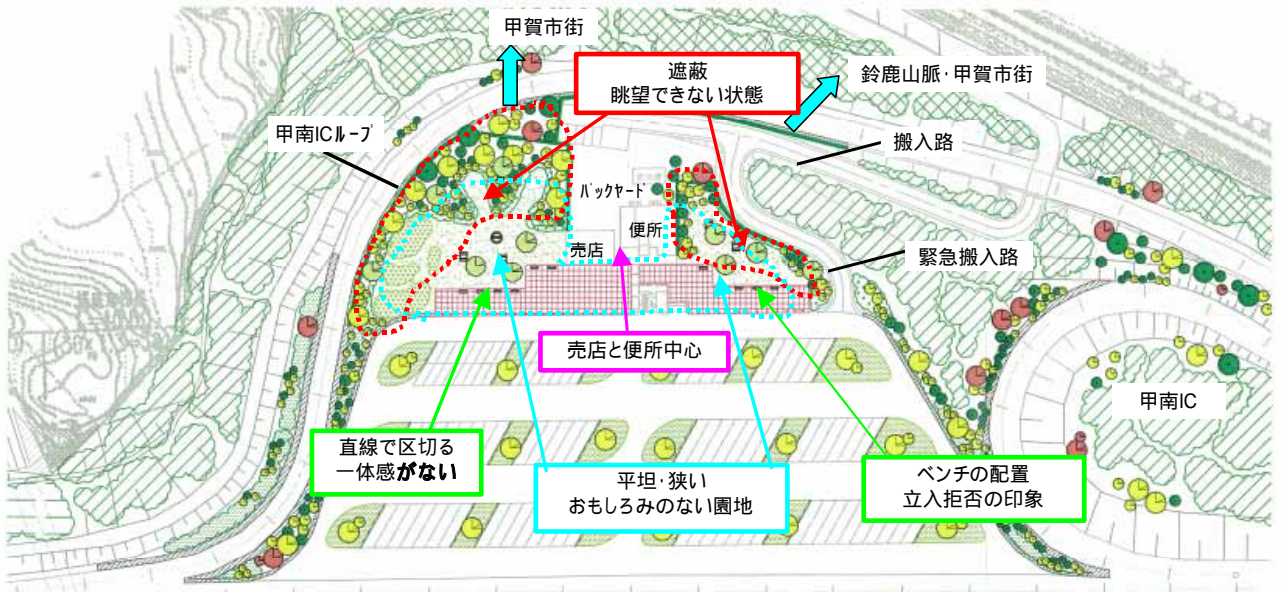 甲賀市街
遮蔽
眺望できない状態
鈴鹿山脈・甲賀市街
甲南ICループ
搬入路
バックヤード
便所
売店
緊急搬入路
売店と便所中心
甲南IC
直線で区切る
一体感がない
平坦・狭い
おもしろみのない園地
ベンチの配置
立入拒否の印象